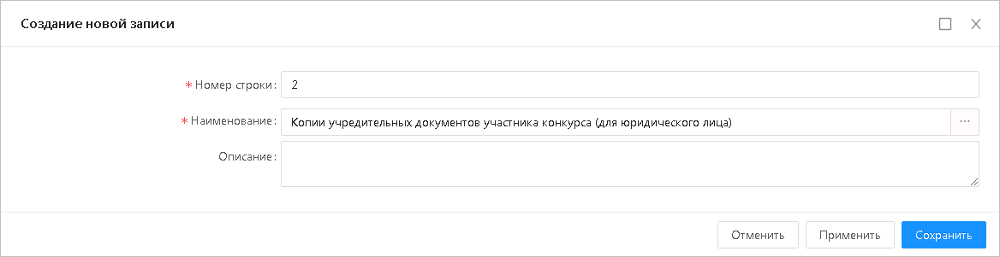 Создание новой записи
* Номер строки: 2
* Наименование: Копии учредительных документов участника конкурса (для юридического лица) ...
Описание:
Отменить Применить Сохранить